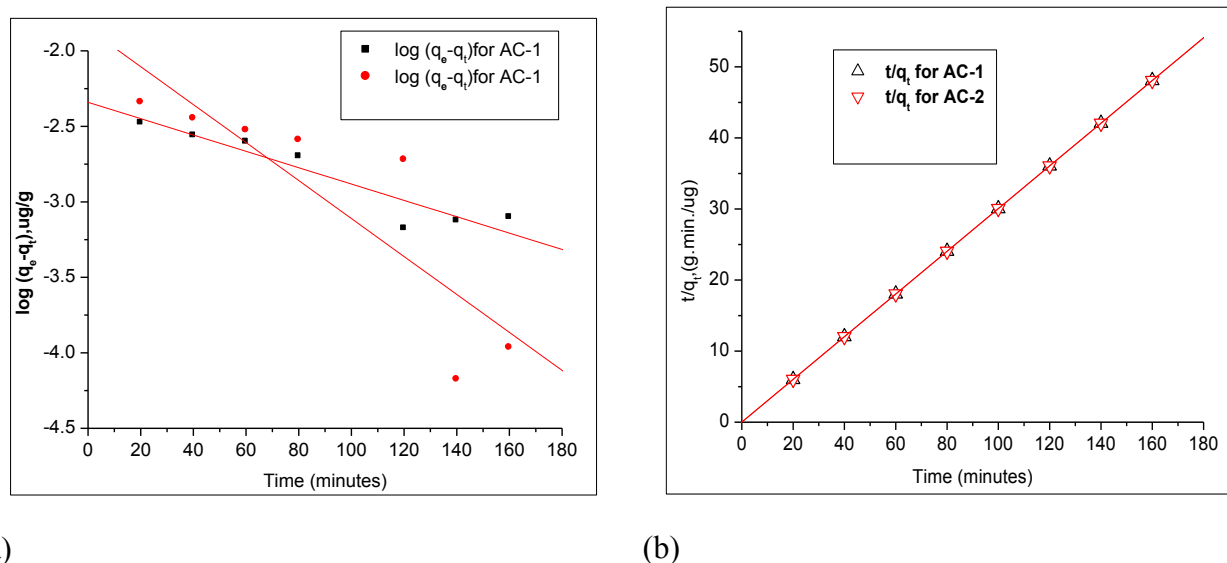 log (qe-qt)for AC-1
log (qe-qt)for AC-1
-2.0
-2.5
-3.0
-3.5
-4.0
-4.5
log (qe-qt),ug/g
0 20 40 60 80 100 120 140 160 180
Time (minutes)
)
t/qt for AC-1
t/qt for AC-2
50
40
30
20
10
0
t/qt,(g.min./ug)
0 20 40 60 80 100 120 140 160 180
Time (minutes)
(b)